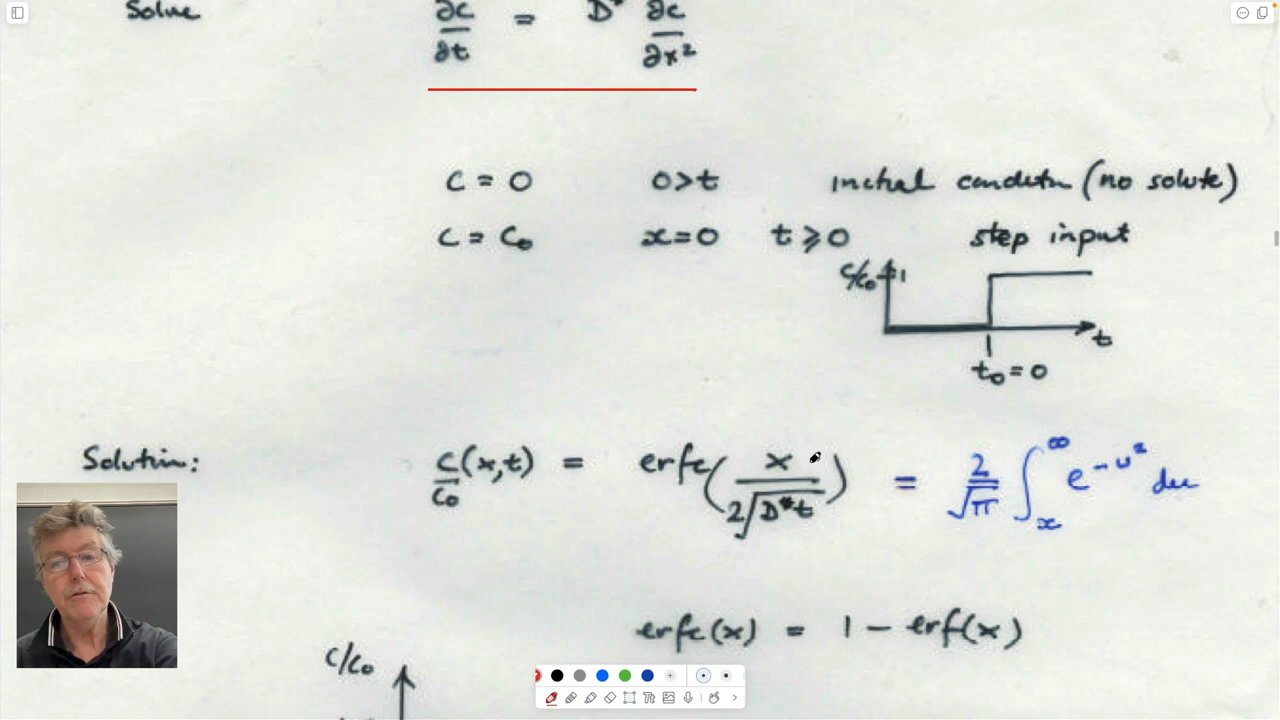 Solve ∂c/∂t = D* ∂c/∂x²
c = 0 0>t initial condition (no solute)
c = c₀ x=0 t ⩾ 0 step input
c/c₀ 1
t
t₀ = 0
Solution: c/c₀ (x,t) = erfc(x/2√D*t) = 2/√π ∫ₓ^∞ e^-u² du
erfc(x) = 1 - erf(x)
c/c₀